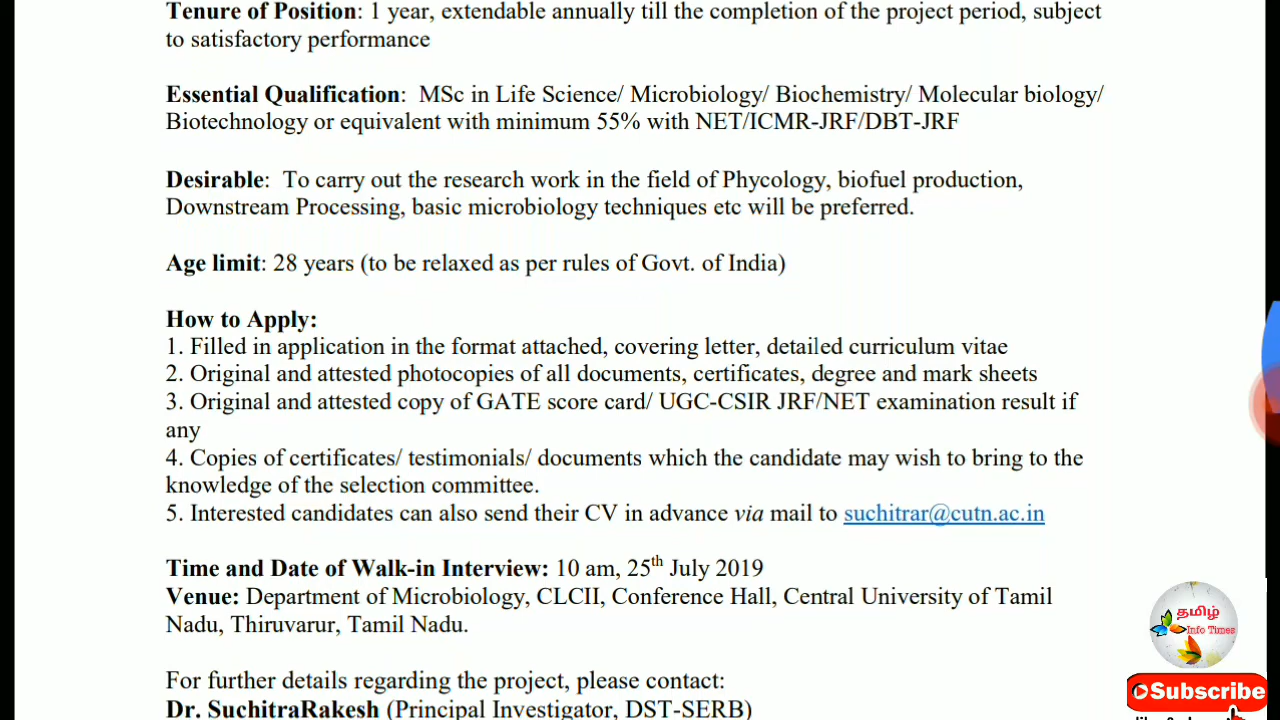 Tenure of Position: 1 year, extendable annually till the completion of the project period, subject
to satisfactory performance
Essential Qualification: MSc in Life Science/ Microbiology/ Biochemistry/ Molecular biology/
Biotechnology or equivalent with minimum 55% with NET/ICMR-JRF/DBT-JRF
Desirable: To carry out the research work in the field of Phycology, biofuel production,
Downstream Processing, basic microbiology techniques etc will be preferred.
Age limit: 28 years (to be relaxed as per rules of Govt. of India)
How to Apply:
1. Filled in application in the format attached, covering letter, detailed curriculum vitae
2. Original and attested photocopies of all documents, certificates, degree and mark sheets
3. Original and attested copy of GATE score card/ UGC-CSIR JRF/NET examination result if
any
4. Copies of certificates/ testimonials/ documents which the candidate may wish to bring to the
knowledge of the selection committee.
5. Interested candidates can also send their CV in advance via mail to suchitrar@cutn.ac.in
Time and Date of Walk-in Interview: 10 am, 25th July 2019
Venue: Department of Microbiology, CLCII, Conference Hall, Central University of Tamil
Nadu, Thiruvarur, Tamil Nadu.
For further details regarding the project, please contact:
Dr. SuchitraRakesh (Principal Investigator, DST-SERB)
தமிழ்
Info Times
Subscribe